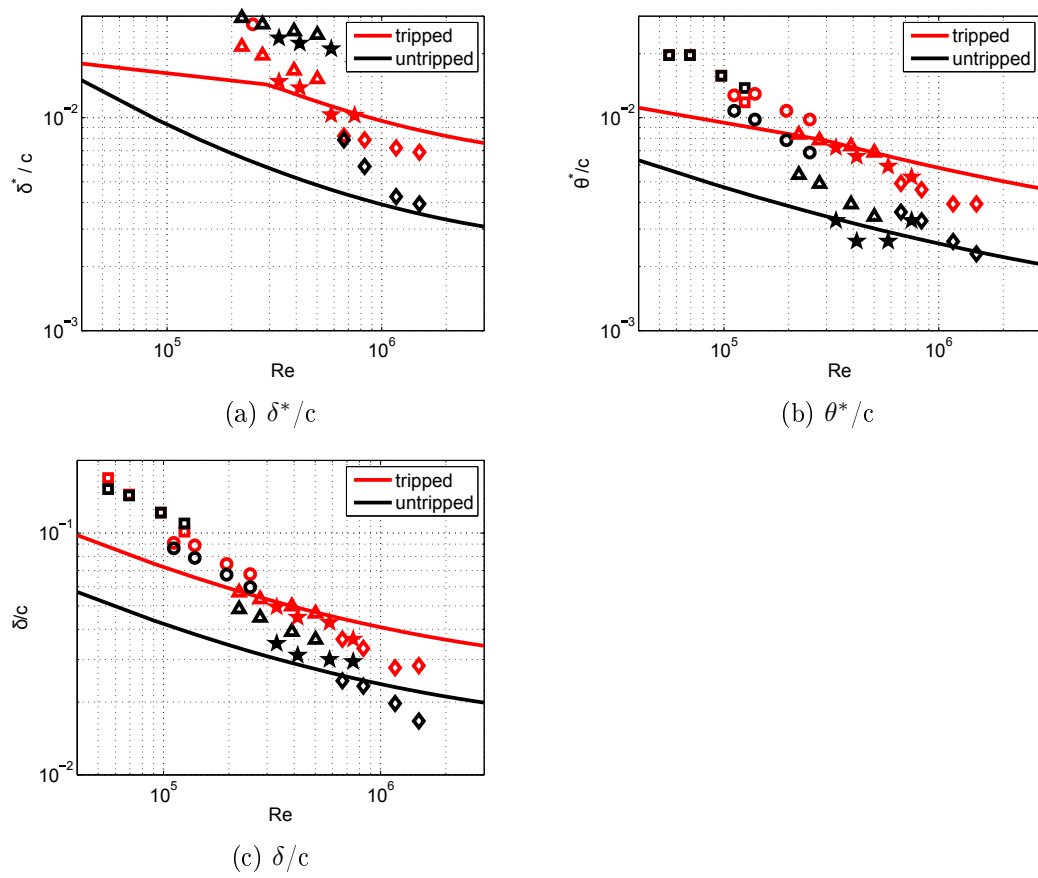 tripped
untripped
δ* / c
10⁻²
10⁻³
10⁵
10⁶
Re
(a) δ*/c
tripped
untripped
θ*/c
10⁻²
10⁻³
10⁵
10⁶
Re
(b) θ*/c
tripped
untripped
δ/c
10⁻¹
10⁻²
10⁵
10⁶
Re
(c) δ/c